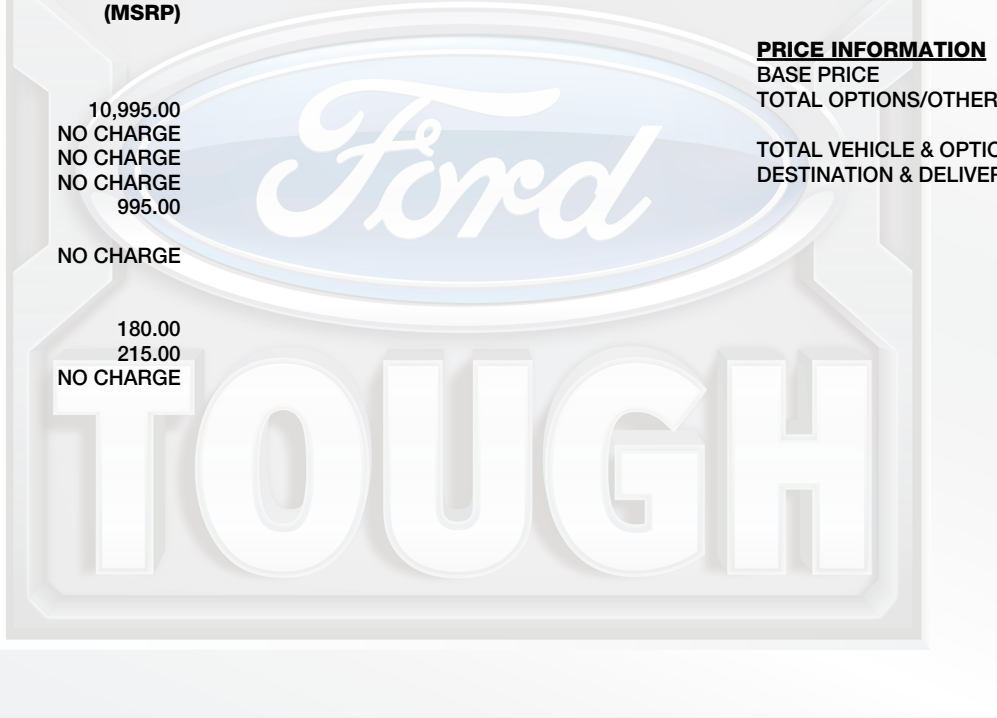 (MSRP)
10,995.00
NO CHARGE
NO CHARGE
NO CHARGE
995.00
NO CHARGE
180.00
215.00
NO CHARGE
PRICE INFORMATION
BASE PRICE
TOTAL OPTIONS/OTHER
TOTAL VEHICLE & OPTIO
DESTINATION & DELIVER
Ford
TOUGH